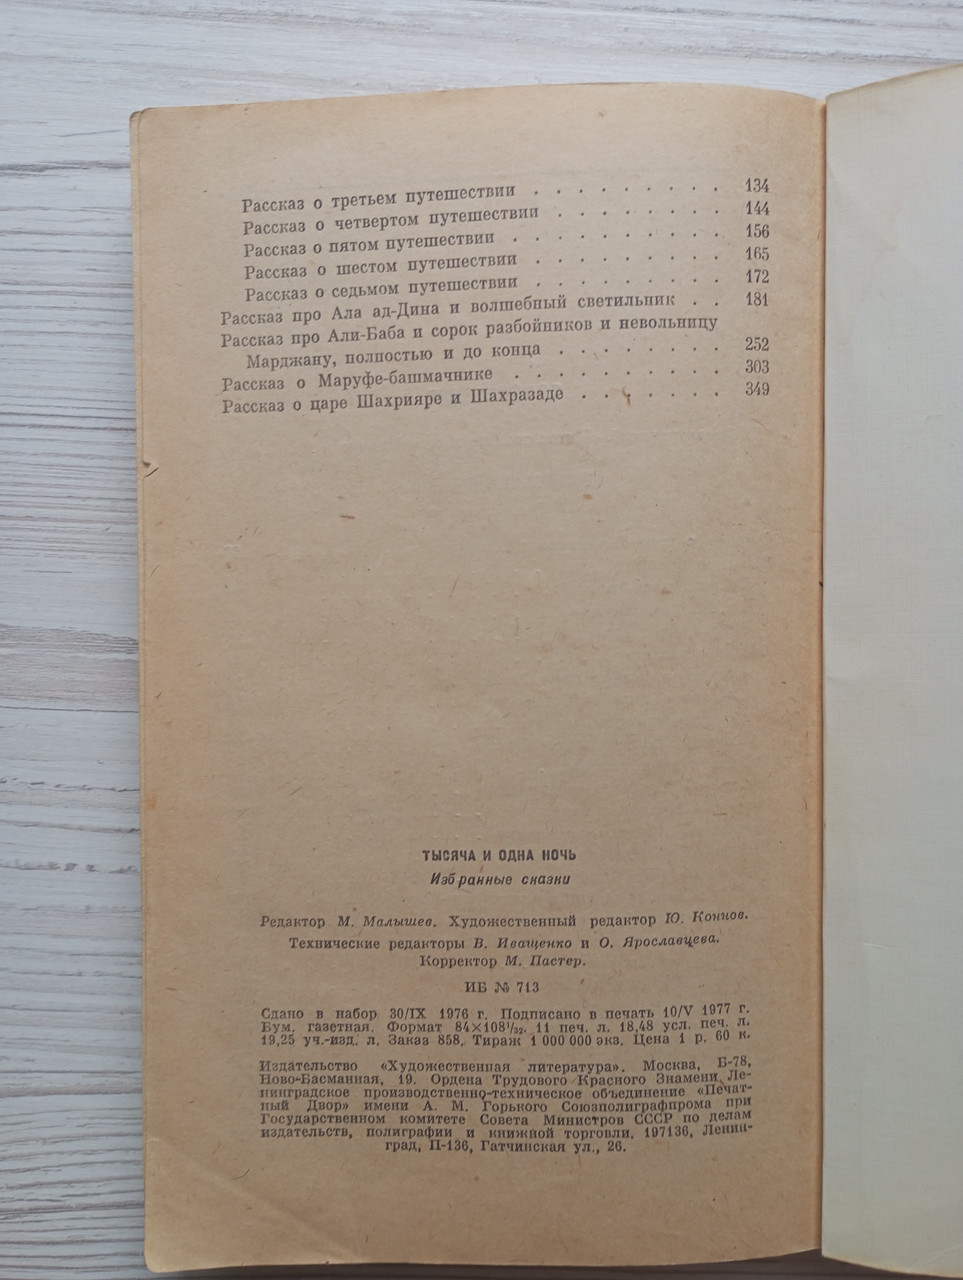 Рассказ о третьем путешествии . . . . . . . . . 134
Рассказ о четвертом путешествии . . . . . . . . 144
Рассказ о пятом путешествии . . . . . . . . . . 156
Рассказ о шестом путешествии . . . . . . . . . 165
Рассказ о седьмом путешествии . . . . . . . . . 172
Рассказ про Ала ад-Дина и волшебный светильник . . 181
Рассказ про Али-Баба и сорок разбойников и невольницу
Марджану, полностью и до конца . . . . . . . . 252
Рассказ о Маруфе-башмачнике . . . . . . . . . . 303
Рассказ о царе Шахрияре и Шахразаде . . . . . . . 349
ТЫСЯЧА И ОДНА НОЧЬ
Избранные сказки
Редактор М. Малышев. Художественный редактор Ю. Коннов.
Технические редакторы В. Иващенко и О. Ярославцева.
Корректор М. Пастер.
ИБ № 713
Сдано в набор 30/IX 1976 г. Подписано в печать 10/V 1977 г.
Бум. газетная. Формат 84×108¹/₃₂. 11 печ. л. 18,48 усл. печ. л.
19,25 уч.-изд. л. Заказ 858. Тираж 1 000 000 экз. Цена 1 р. 60 к.
Издательство «Художественная литература». Москва, Б-78,
Ново-Басманная, 19. Ордена Трудового Красного Знамени Ле-
нинградское производственно-техническое объединение «Печат-
ный Двор» имени А. М. Горького Союзполиграфпрома при
Государственном комитете Совета Министров СССР по делам
издательств, полиграфии и книжной торговли, 197136, Ленин-
град, П-136, Гатчинская ул., 26.